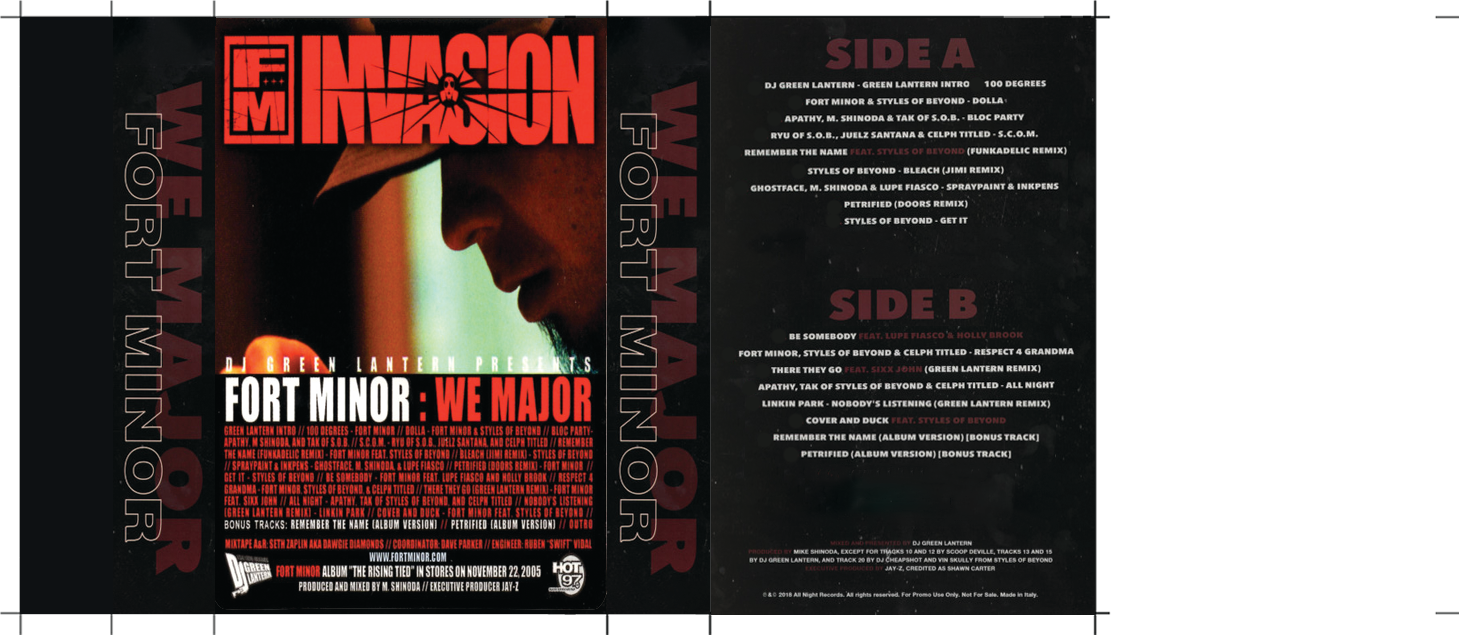 WE MAJOR
FORT MINOR
FM
INVASION
DJ GREEN LANTERN PRESENTS
FORT MINOR : WE MAJOR
GREEN LANTERN INTRO // 100 DEGREES - FORT MINOR // DOLLA - FORT MINOR & STYLES OF BEYOND // BLOC PARTY-
APATHY, M SHINODA, AND TAK OF S.O.B. // S.C.O.M. - RYU OF S.O.B., JUELZ SANTANA, AND CELPH TITLED // REMEMBER
THE NAME (FUNKADELIC REMIX) - FORT MINOR FEAT. STYLES OF BEYOND // BLEACH (JIMI REMIX) - STYLES OF BEYOND
// SPRAYPAINT & INKPENS - GHOSTFACE, M. SHINODA, & LUPE FIASCO // PETRIFIED (DOORS REMIX) - FORT MINOR //
GET IT - STYLES OF BEYOND // BE SOMEBODY - FORT MINOR FEAT. LUPE FIASCO AND HOLLY BROOK // RESPECT 4
GRANDMA - FORT MINOR, STYLES OF BEYOND, & CELPH TITLED // THERE THEY GO (GREEN LANTERN REMIX) - FORT MINOR
FEAT. SIXX JOHN // ALL NIGHT - APATHY, TAK OF STYLES OF BEYOND, AND CELPH TITLED // NOBODY'S LISTENING
(GREEN LANTERN REMIX) - LINKIN PARK // COVER AND DUCK - FORT MINOR FEAT. STYLES OF BEYOND //
BONUS TRACKS: REMEMBER THE NAME (ALBUM VERSION) // PETRIFIED (ALBUM VERSION) // OUTRO
MIXTAPE A&R: SETH ZAPLIN AKA DAWGIE DIAMONDS // COORDINATOR: DAVE PARKER // ENGINEER: RUBEN "SWIFT" VIDAL
WWW.FORTMINOR.COM
FORT MINOR ALBUM "THE RISING TIED" IN STORES ON NOVEMBER 22, 2005
PRODUCED AND MIXED BY M. SHINODA // EXECUTIVE PRODUCER JAY-Z
DJ GREEN LANTERN
HOT 97
WE MAJOR
FORT MINOR
SIDE A
DJ GREEN LANTERN - GREEN LANTERN INTRO 100 DEGREES
FORT MINOR & STYLES OF BEYOND - DOLLA
APATHY, M. SHINODA & TAK OF S.O.B. - BLOC PARTY
RYU OF S.O.B., JUELZ SANTANA & CELPH TITLED - S.C.O.M.
REMEMBER THE NAME FEAT. STYLES OF BEYOND (FUNKADELIC REMIX)
STYLES OF BEYOND - BLEACH (JIMI REMIX)
GHOSTFACE, M. SHINODA & LUPE FIASCO - SPRAYPAINT & INKPENS
PETRIFIED (DOORS REMIX)
STYLES OF BEYOND - GET IT
SIDE B
BE SOMEBODY FEAT. LUPE FIASCO & HOLLY BROOK
FORT MINOR, STYLES OF BEYOND & CELPH TITLED - RESPECT 4 GRANDMA
THERE THEY GO FEAT. SIXX JOHN (GREEN LANTERN REMIX)
APATHY, TAK OF STYLES OF BEYOND & CELPH TITLED - ALL NIGHT
LINKIN PARK - NOBODY'S LISTENING (GREEN LANTERN REMIX)
COVER AND DUCK FEAT. STYLES OF BEYOND
REMEMBER THE NAME (ALBUM VERSION) [BONUS TRACK]
PETRIFIED (ALBUM VERSION) [BONUS TRACK]
MIXED AND PRESENTED BY DJ GREEN LANTERN
PRODUCED BY MIKE SHINODA, EXCEPT FOR TRACKS 10 AND 12 BY SCOOP DEVILLE, TRACKS 13 AND 15
BY DJ GREEN LANTERN, AND TRACK 20 BY DJ CHEAPSHOT AND VIN SKULLY FROM STYLES OF BEYOND
EXECUTIVE PRODUCED BY JAY-Z, CREDITED AS SHAWN CARTER
℗ & © 2018 All Night Records. All rights reserved. For Promo Use Only. Not For Sale. Made in Italy.